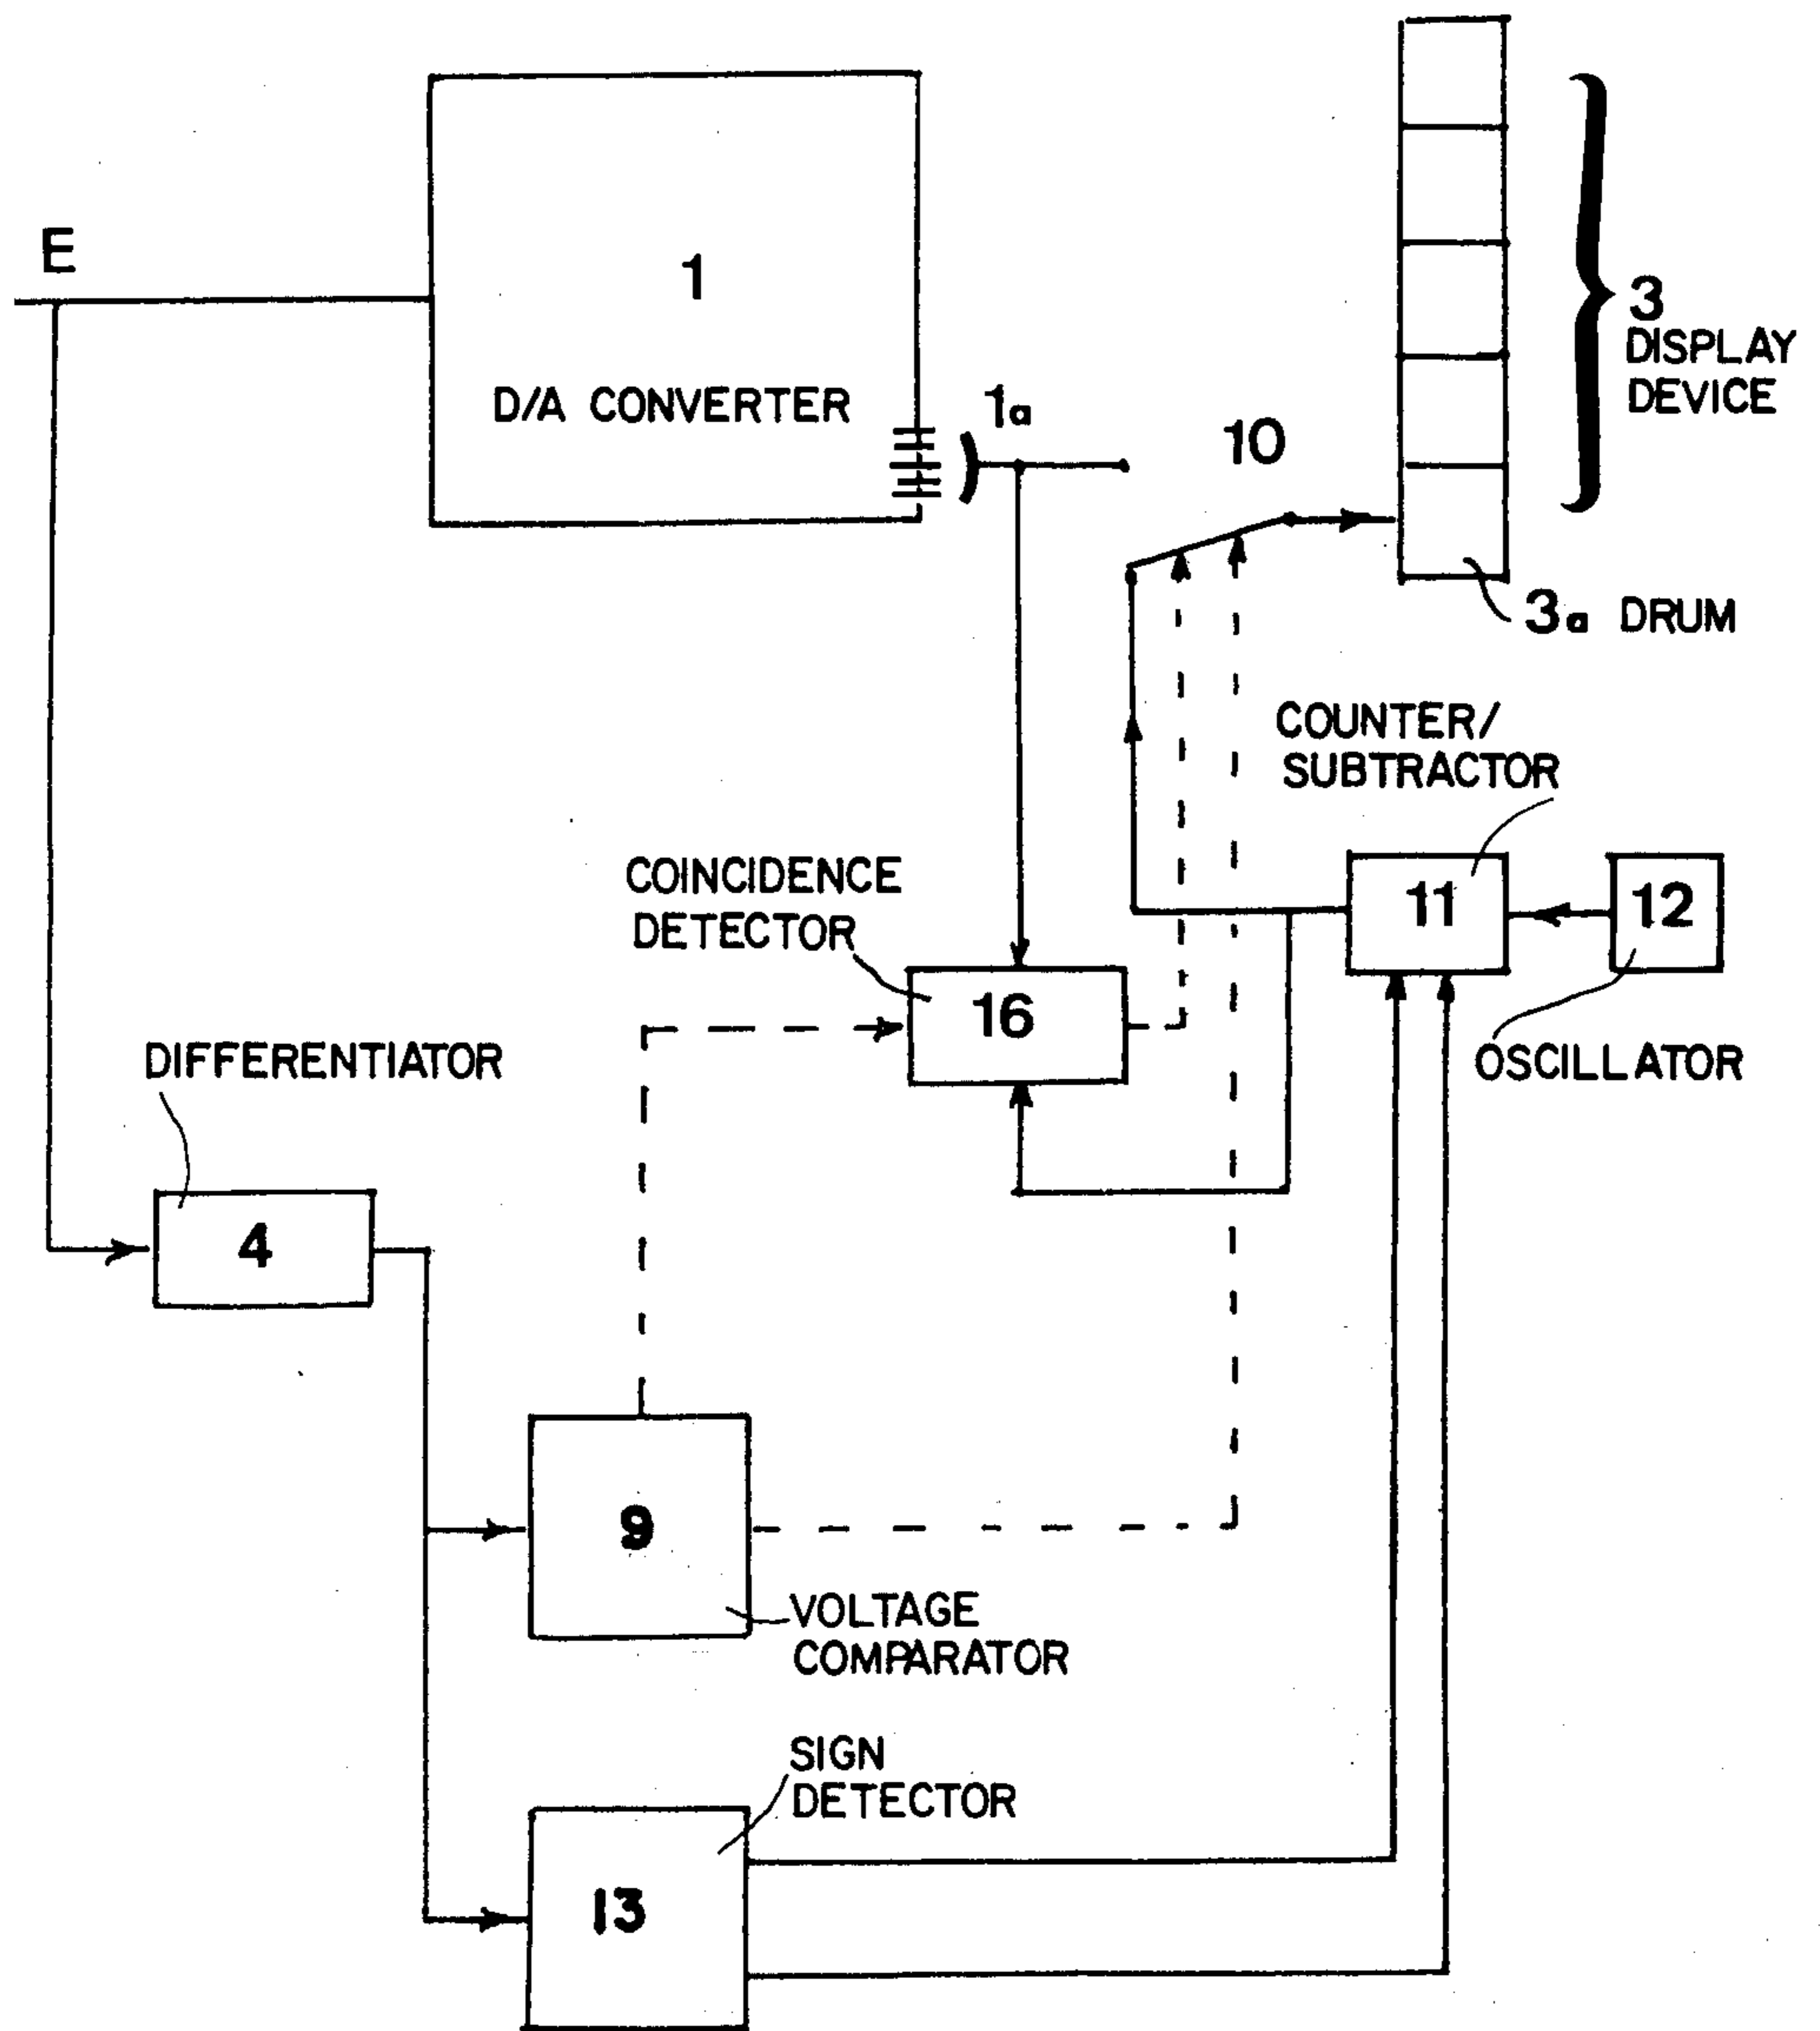 E
1
D/A CONVERTER
1a
10
3
DISPLAY
DEVICE
3a DRUM
COUNTER/
SUBTRACTOR
11
12
OSCILLATOR
COINCIDENCE
DETECTOR
16
DIFFERENTIATOR
4
9
VOLTAGE
COMPARATOR
SIGN
DETECTOR
13